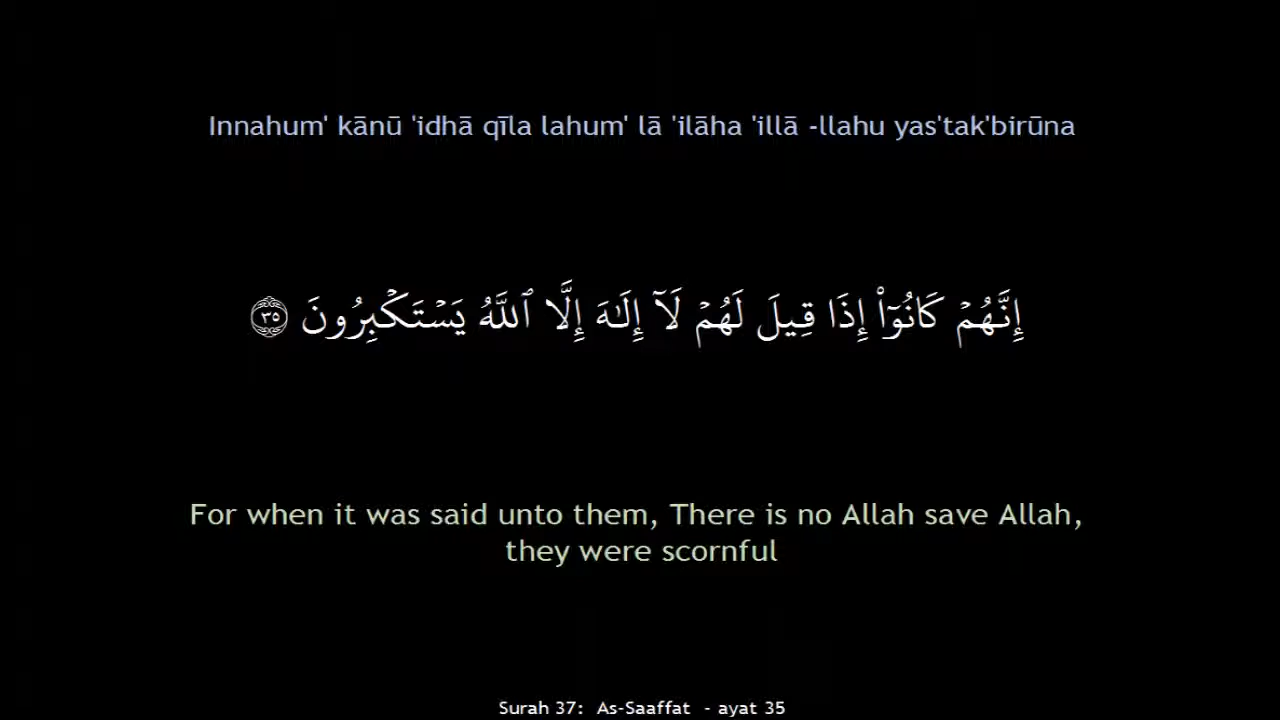 Innahum' kānū 'idhā qīla lahum' lā 'ilāha 'illā -llahu yas'tak'birūna
إِنَّهُمْ كَانُوٓا۟ إِذَا قِيلَ لَهُمْ لَآ إِلَٰهَ إِلَّا ٱللَّهُ يَسْتَكْبِرُونَ ٣٥
For when it was said unto them, There is no Allah save Allah,
they were scornful
Surah 37: As-Saaffat - ayat 35